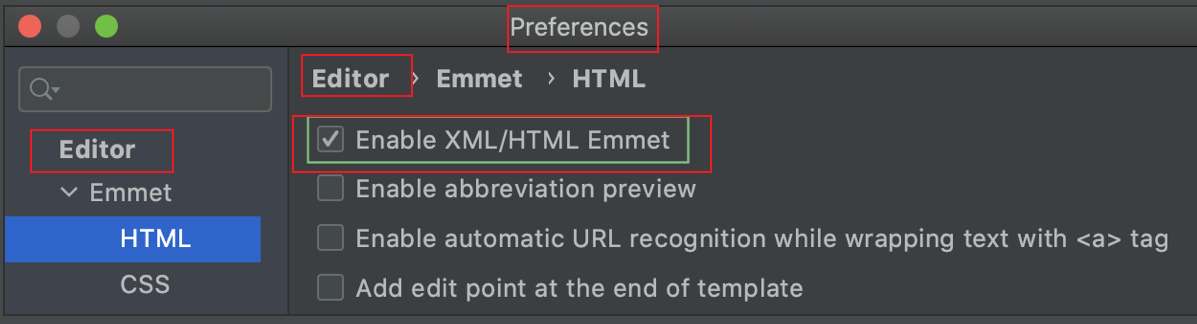 Preferences
Editor › Emmet › HTML
Editor
Emmet
HTML
CSS
Enable XML/HTML Emmet
Enable abbreviation preview
Enable automatic URL recognition while wrapping text with <a> tag
Add edit point at the end of template